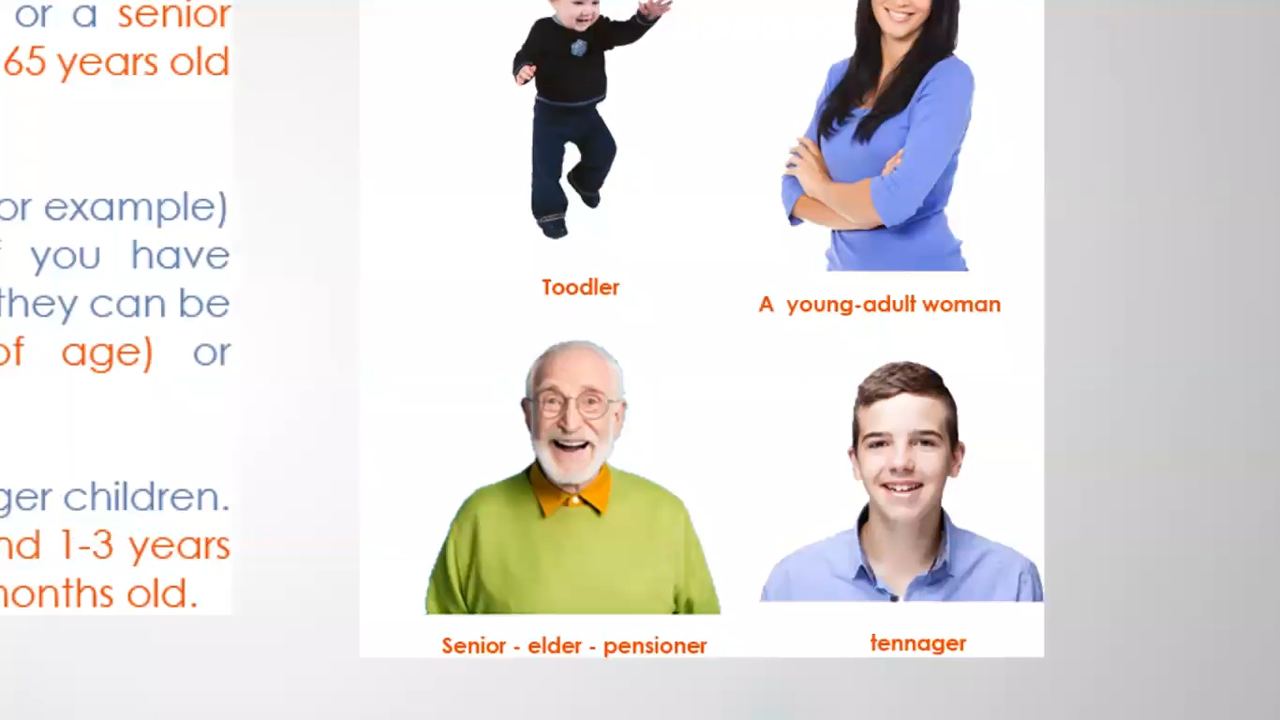 or a senior
65 years old
or example)
you have
they can be
of age) or
ger children.
nd 1-3 years
months old.
Toodler
A young-adult woman
Senior - elder - pensioner
tennager